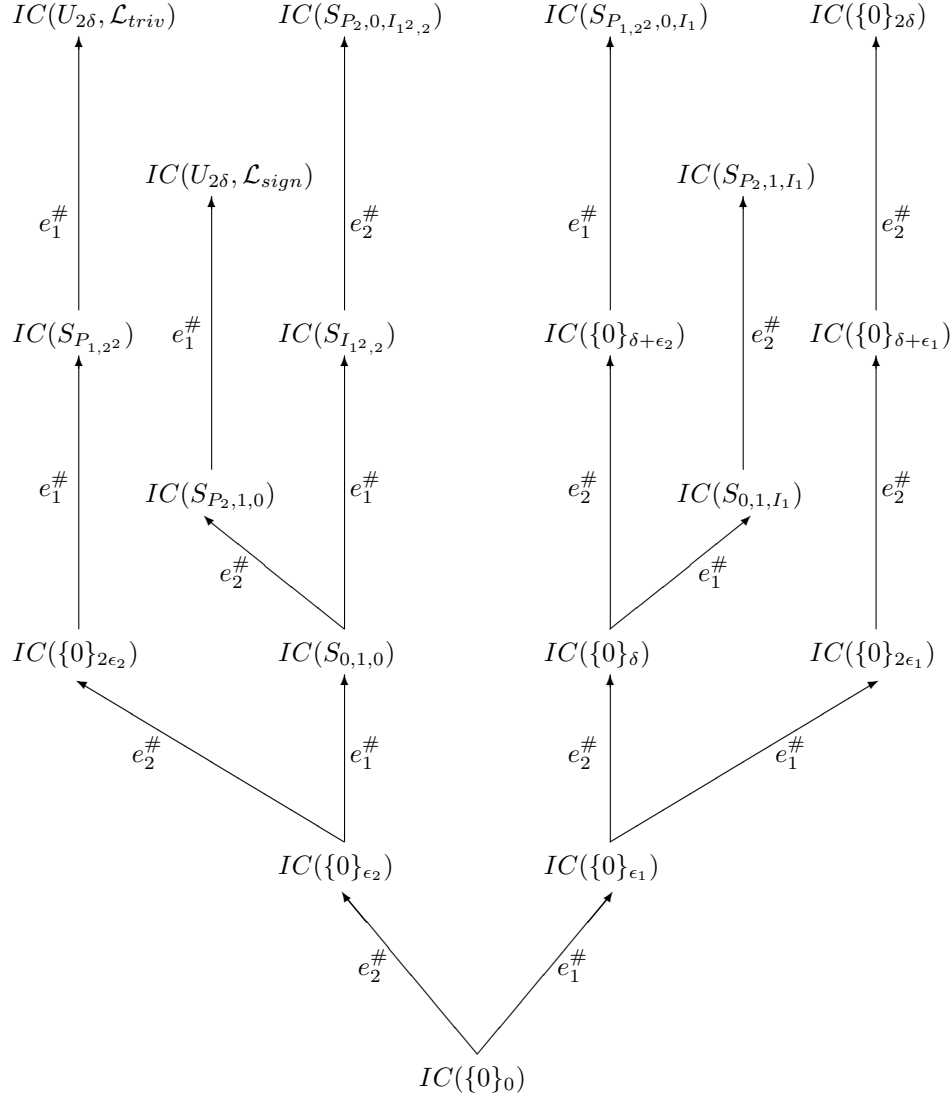 IC(U_{2δ}, ℒ_{triv}) IC(S_{P_2,0,I_{1^2,2}}) IC(S_{P_{1,2^2},0,I_1}) IC({0}_{2δ})
IC(U_{2δ}, ℒ_{sign}) IC(S_{P_2,1,I_1})
e_1^# e_2^# e_1^# e_2^#
IC(S_{P_{1,2^2}}) e_1^# IC(S_{I_{1^2,2}}) IC({0}_{δ+ϵ_2}) e_2^# IC({0}_{δ+ϵ_1})
e_1^# IC(S_{P_2,1,0}) e_1^# e_2^# IC(S_{0,1,I_1}) e_2^#
e_2^# e_1^#
IC({0}_{2ϵ_2}) IC(S_{0,1,0}) IC({0}_δ) IC({0}_{2ϵ_1})
e_2^# e_1^# e_2^# e_1^#
IC({0}_{ϵ_2}) IC({0}_{ϵ_1})
e_2^# e_1^#
IC({0}_0)